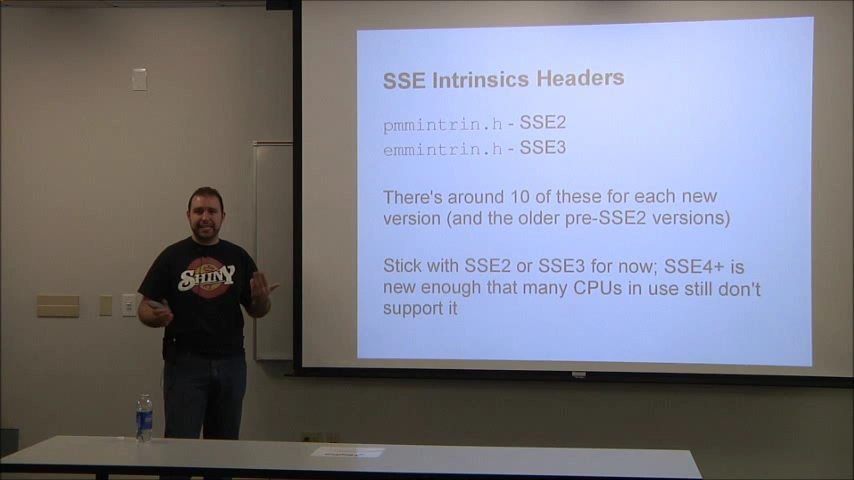 SSE Intrinsics Headers
pmmintrin.h - SSE2
emmintrin.h - SSE3
There's around 10 of these for each new
version (and the older pre-SSE2 versions)
Stick with SSE2 or SSE3 for now; SSE4+ is
new enough that many CPUs in use still don't
support it
SHINY